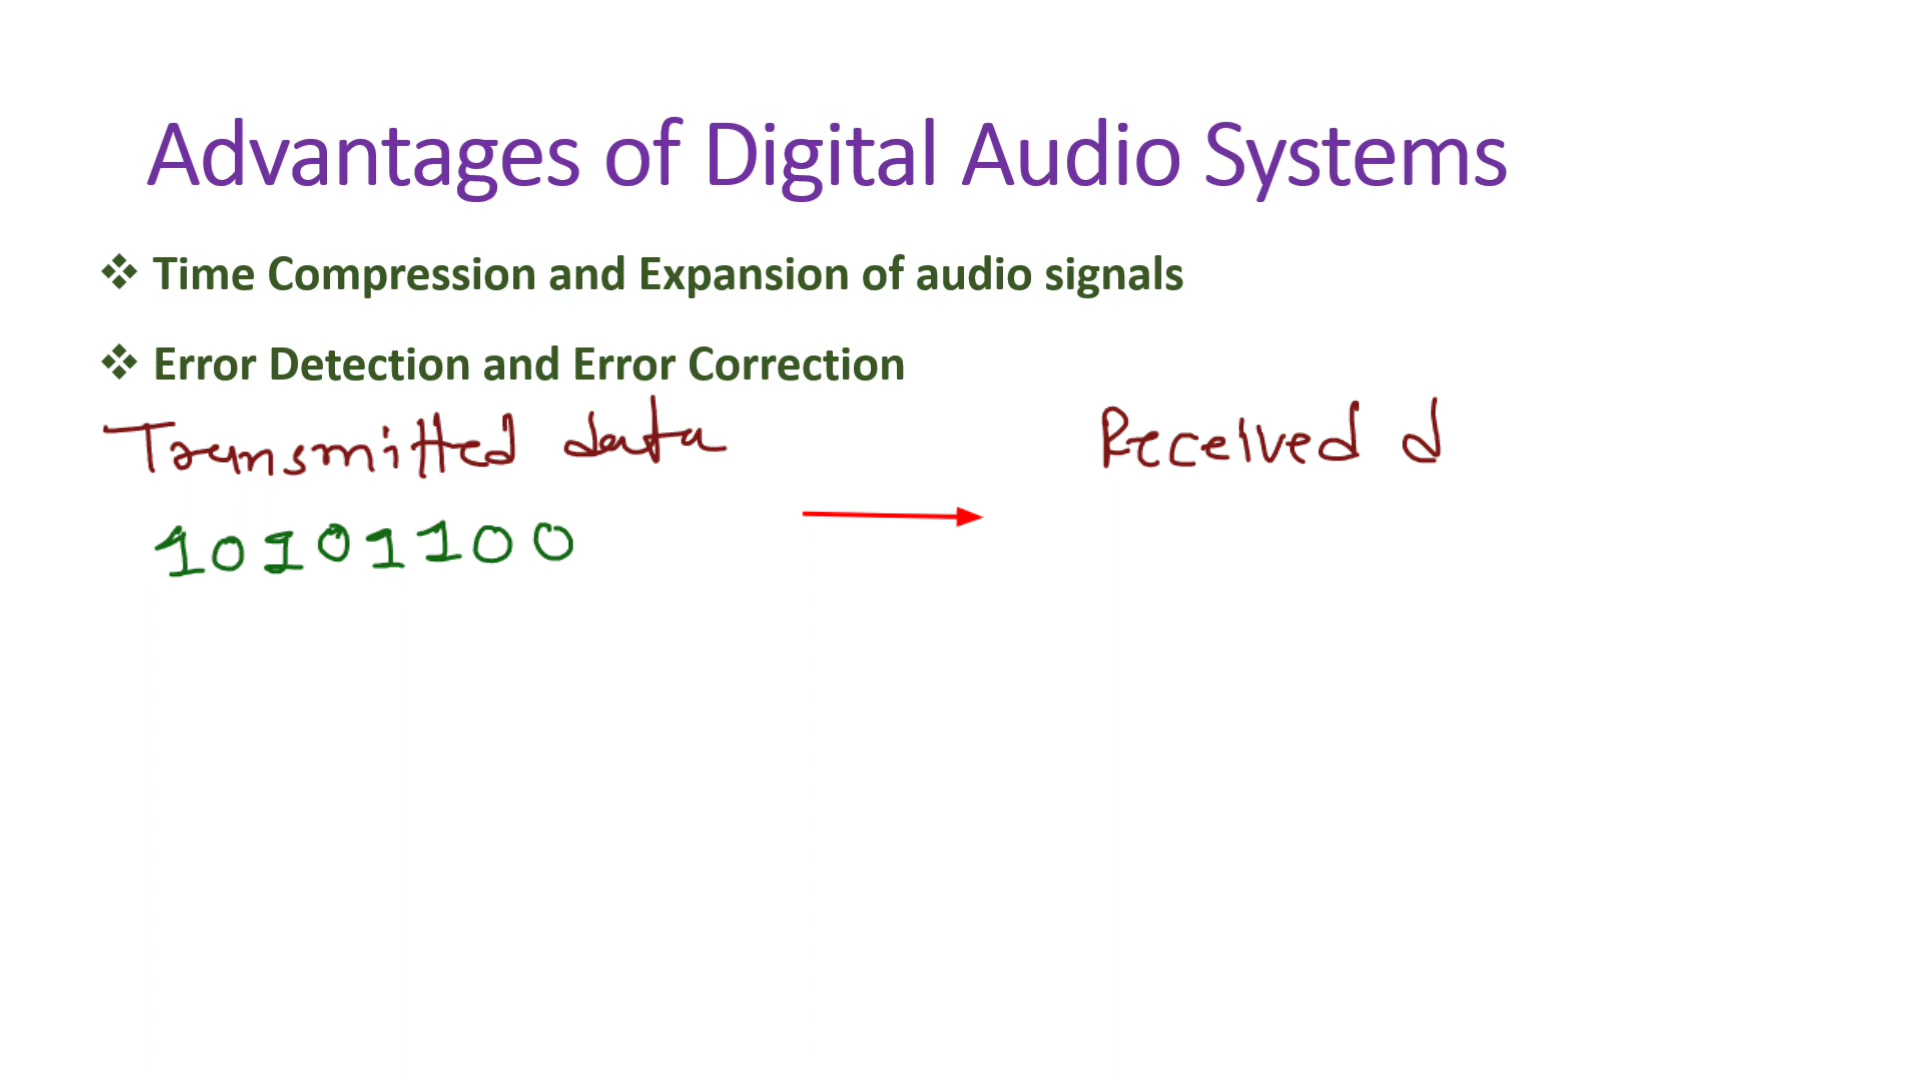 Advantages of Digital Audio Systems
❖ Time Compression and Expansion of audio signals
❖ Error Detection and Error Correction
Transmitted data Received d
10101100